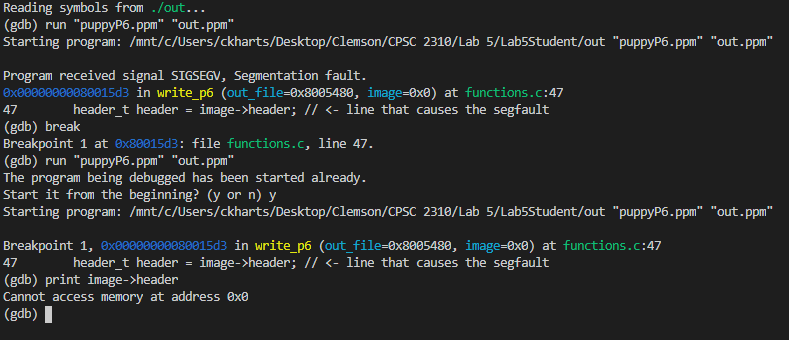 Reading symbols from ./out...
(gdb) run "puppyP6.ppm" "out.ppm"
Starting program: /mnt/c/Users/ckharts/Desktop/Clemson/CPSC 2310/Lab 5/Lab5Student/out "puppyP6.ppm" "out.ppm"
Program received signal SIGSEGV, Segmentation fault.
0x00000000080015d3 in write_p6 (out_file=0x8005480, image=0x0) at functions.c:47
47 header_t header = image->header; // <- line that causes the segfault
(gdb) break
Breakpoint 1 at 0x80015d3: file functions.c, line 47.
(gdb) run "puppyP6.ppm" "out.ppm"
The program being debugged has been started already.
Start it from the beginning? (y or n) y
Starting program: /mnt/c/Users/ckharts/Desktop/Clemson/CPSC 2310/Lab 5/Lab5Student/out "puppyP6.ppm" "out.ppm"
Breakpoint 1, 0x00000000080015d3 in write_p6 (out_file=0x8005480, image=0x0) at functions.c:47
47 header_t header = image->header; // <- line that causes the segfault
(gdb) print image->header
Cannot access memory at address 0x0
(gdb)